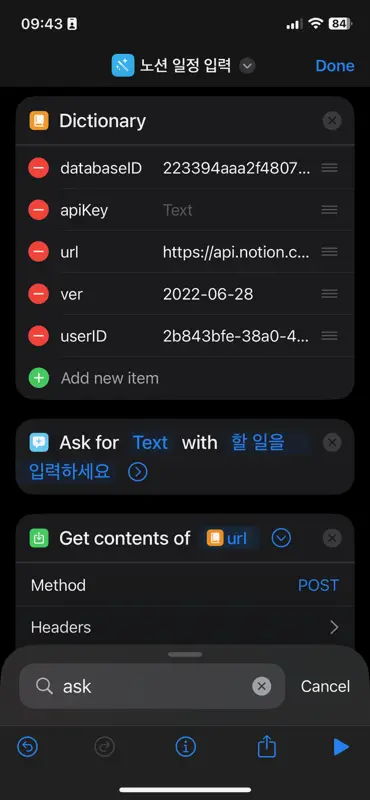 09:43
84
노션 일정 입력
Done
Dictionary
databaseID 223394aaa2f4807...
apiKey Text
url https://api.notion.c...
ver 2022-06-28
userID 2b843bfe-38a0-4...
Add new item
Ask for Text with 할 일을
입력하세요
Get contents of url
Method POST
Headers
ask
Cancel